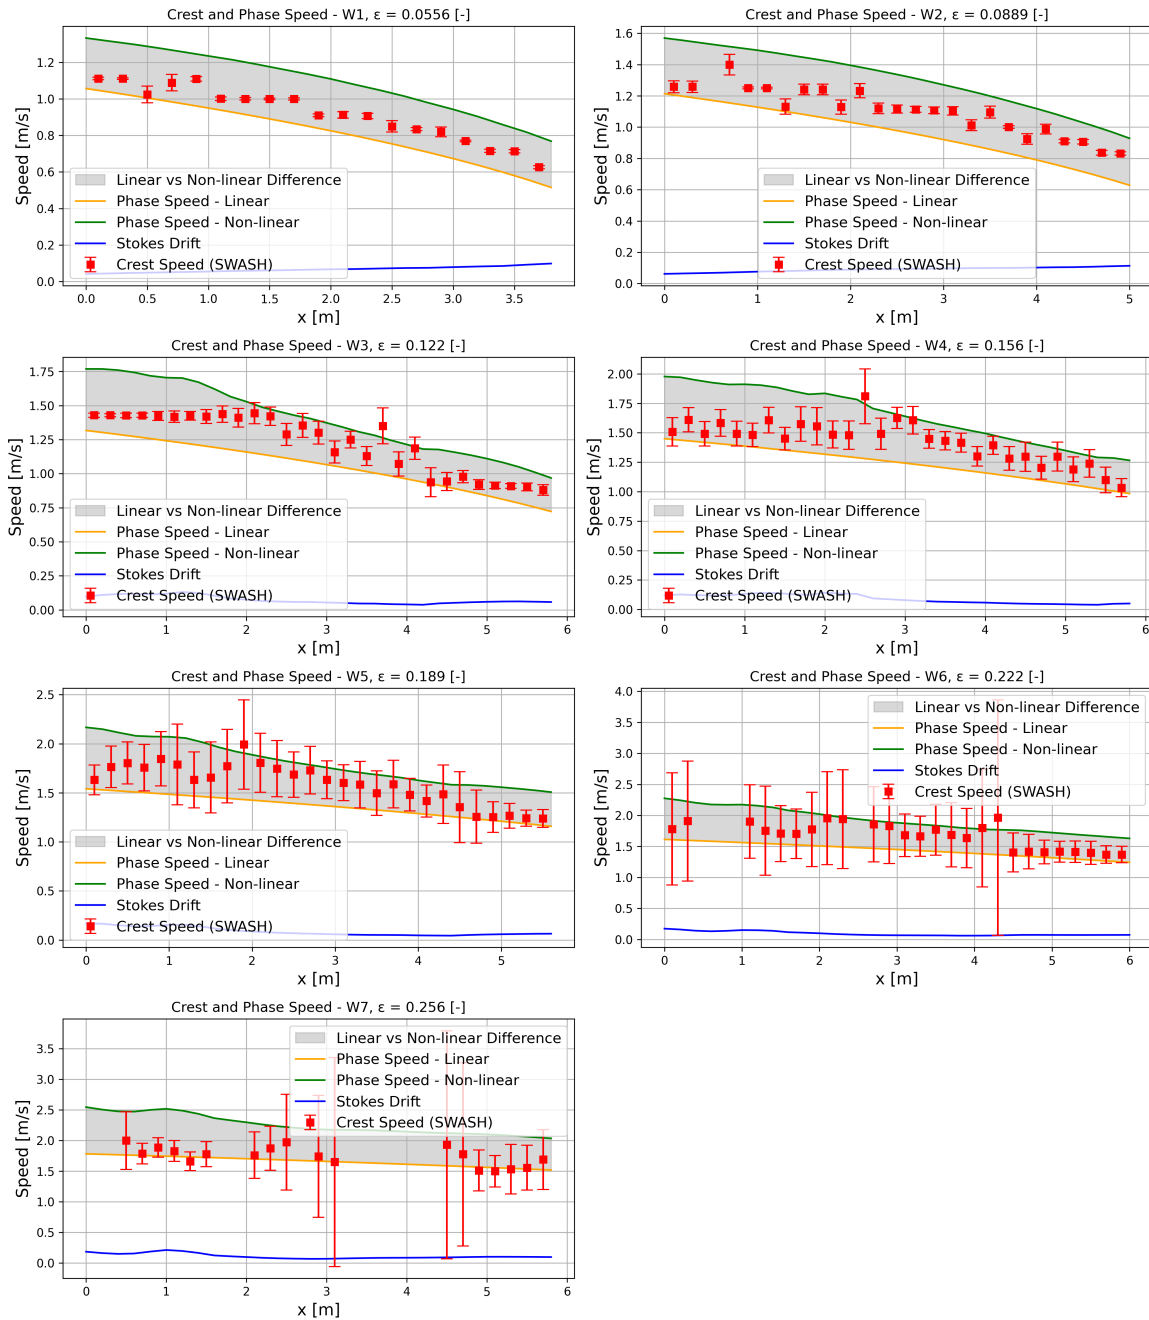 Crest and Phase Speed - W1, ε = 0.0556 [-]
Speed [m/s]
1.2
1.0
0.8
0.6
0.4
0.2
0.0
Linear vs Non-linear Difference
Phase Speed - Linear
Phase Speed - Non-linear
Stokes Drift
Crest Speed (SWASH)
0.0 0.5 1.0 1.5 2.0 2.5 3.0 3.5
x [m]
Crest and Phase Speed - W2, ε = 0.0889 [-]
Speed [m/s]
1.6
1.4
1.2
1.0
0.8
0.6
0.4
0.2
0.0
Linear vs Non-linear Difference
Phase Speed - Linear
Phase Speed - Non-linear
Stokes Drift
Crest Speed (SWASH)
0 1 2 3 4 5
x [m]
Crest and Phase Speed - W3, ε = 0.122 [-]
Speed [m/s]
1.75
1.50
1.25
1.00
0.75
0.50
0.25
0.00
Linear vs Non-linear Difference
Phase Speed - Linear
Phase Speed - Non-linear
Stokes Drift
Crest Speed (SWASH)
0 1 2 3 4 5 6
x [m]
Crest and Phase Speed - W4, ε = 0.156 [-]
Speed [m/s]
2.00
1.75
1.50
1.25
1.00
0.75
0.50
0.25
0.00
Linear vs Non-linear Difference
Phase Speed - Linear
Phase Speed - Non-linear
Stokes Drift
Crest Speed (SWASH)
0 1 2 3 4 5 6
x [m]
Crest and Phase Speed - W5, ε = 0.189 [-]
Speed [m/s]
2.5
2.0
1.5
1.0
0.5
0.0
Linear vs Non-linear Difference
Phase Speed - Linear
Phase Speed - Non-linear
Stokes Drift
Crest Speed (SWASH)
0 1 2 3 4 5
x [m]
Crest and Phase Speed - W6, ε = 0.222 [-]
Speed [m/s]
4.0
3.5
3.0
2.5
2.0
1.5
1.0
0.5
0.0
Linear vs Non-linear Difference
Phase Speed - Linear
Phase Speed - Non-linear
Stokes Drift
Crest Speed (SWASH)
0 1 2 3 4 5 6
x [m]
Crest and Phase Speed - W7, ε = 0.256 [-]
Speed [m/s]
3.5
3.0
2.5
2.0
1.5
1.0
0.5
0.0
Linear vs Non-linear Difference
Phase Speed - Linear
Phase Speed - Non-linear
Stokes Drift
Crest Speed (SWASH)
0 1 2 3 4 5 6
x [m]